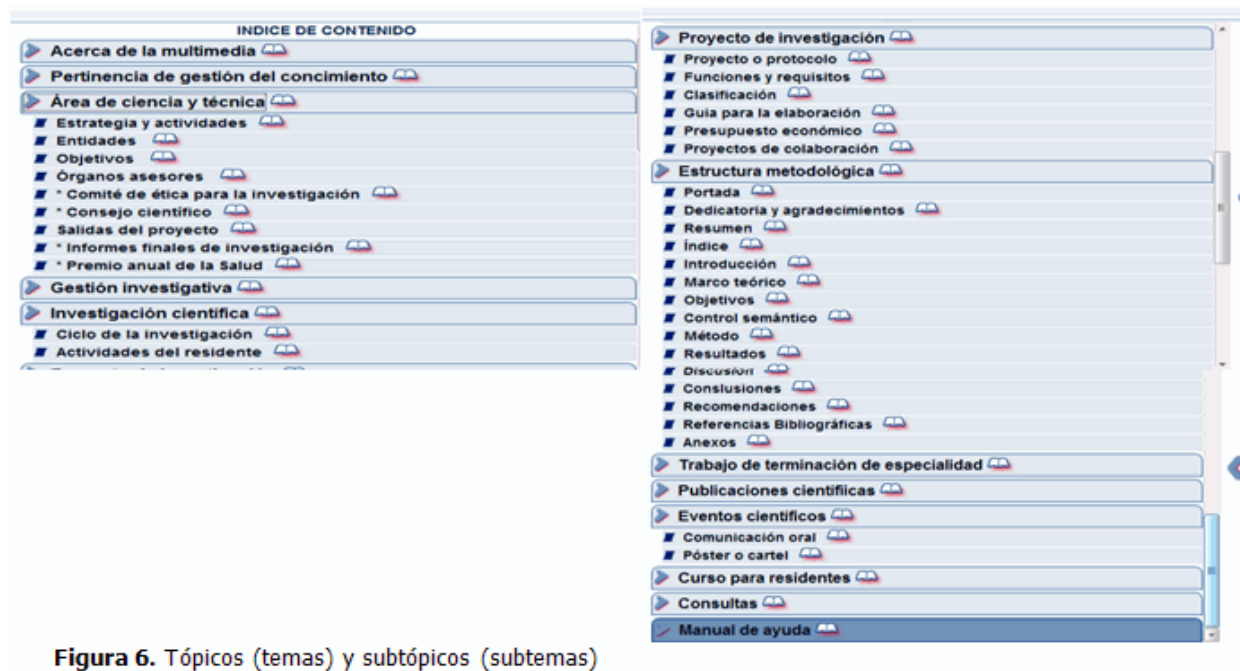 INDICE DE CONTENIDO
Acerca de la multimedia
Pertinencia de gestión del concimiento
Área de ciencia y técnica
Estrategia y actividades
Entidades
Objetivos
Órganos asesores
* Comité de ética para la investigación
* Consejo científico
Salidas del proyecto
* Informes finales de investigación
* Premio anual de la Salud
Gestión investigativa
Investigación científica
Ciclo de la investigación
Actividades del residente
Proyecto de investigación
Proyecto o protocolo
Funciones y requisitos
Clasificación
Guía para la elaboración
Presupuesto económico
Proyectos de colaboración
Estructura metodológica
Portada
Dedicatoria y agradecimientos
Resumen
Índice
Introducción
Marco teórico
Objetivos
Control semántico
Método
Resultados
Discusión
Conslusiones
Recomendaciones
Referencias Bibliográficas
Anexos
Trabajo de terminación de especialidad
Publicaciones científiicas
Eventos científicos
Comunicación oral
Póster o cartel
Curso para residentes
Consultas
Manual de ayuda
Figura 6. Tópicos (temas) y subtópicos (subtemas)